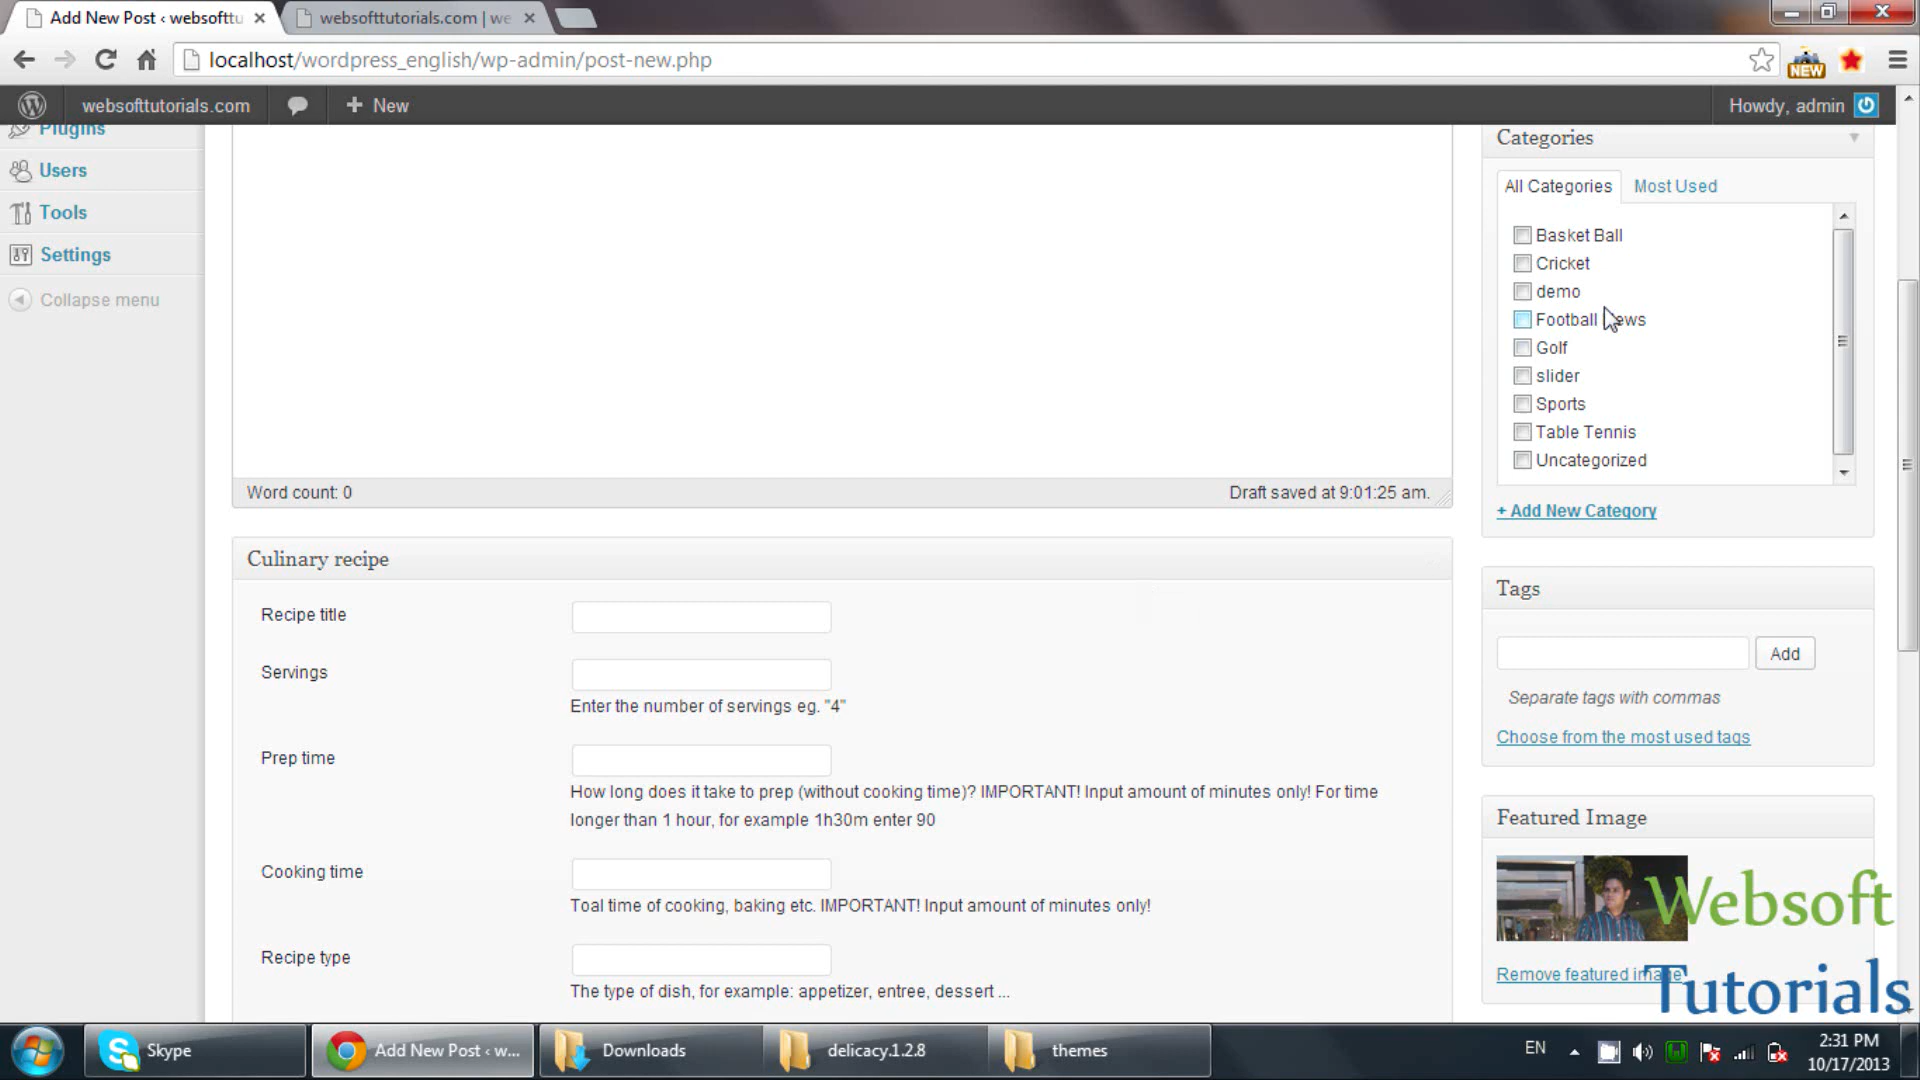 Add New Post ‹ websofttu
websofttutorials.com | we
localhost/wordpress_english/wp-admin/post-new.php
NEW
websofttutorials.com
+ New
Howdy, admin
Plugins
Users
Tools
Settings
Collapse menu
Word count: 0
Draft saved at 9:01:25 am.
Culinary recipe
Recipe title
Servings
Enter the number of servings eg. "4"
Prep time
How long does it take to prep (without cooking time)? IMPORTANT! Input amount of minutes only! For time
longer than 1 hour, for example 1h30m enter 90
Cooking time
Toal time of cooking, baking etc. IMPORTANT! Input amount of minutes only!
Recipe type
The type of dish, for example: appetizer, entree, dessert ...
Categories
All Categories
Most Used
Basket Ball
Cricket
demo
Football News
Golf
slider
Sports
Table Tennis
Uncategorized
+ Add New Category
Tags
Add
Separate tags with commas
Choose from the most used tags
Featured Image
Remove featured image
Websoft
Tutorials
Skype
Add New Post ‹ w...
Downloads
delicacy.1.2.8
themes
EN
2:31 PM
10/17/2013